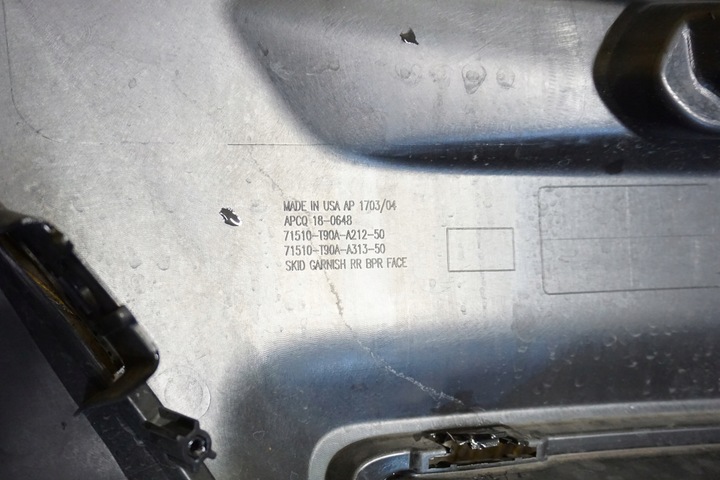 MADE IN USA AP 1703/04
APCQ 18-0648
71510-T90A-A212-50
71510-T90A-A313-50
SKID GARNISH RR BPR FACE